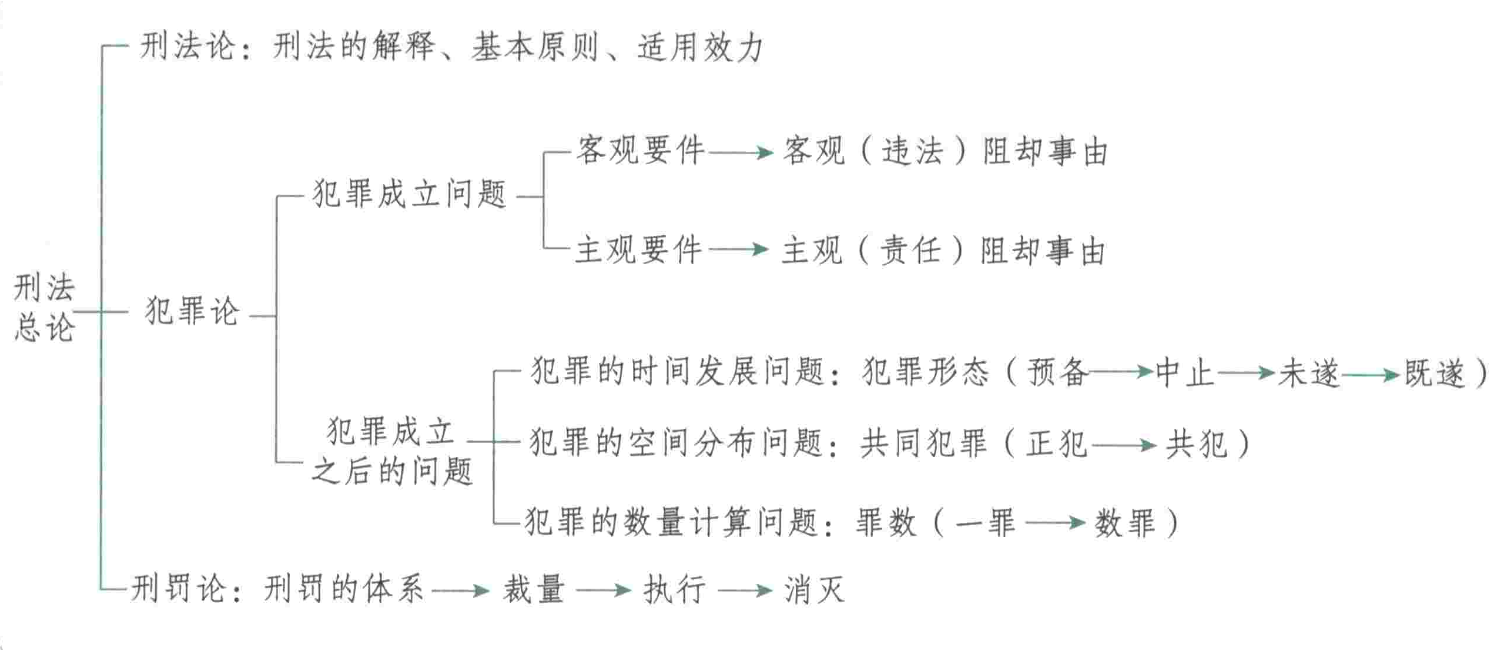 刑法论：刑法的解释、基本原则、适用效力
客观要件 → 客观（违法）阻却事由
犯罪成立问题
主观要件 → 主观（责任）阻却事由
刑法
总论
犯罪论
犯罪的时间发展问题：犯罪形态（预备 → 中止 → 未遂 → 既遂）
犯罪成立
之后的问题
犯罪的空间分布问题：共同犯罪（正犯 → 共犯）
犯罪的数量计算问题：罪数（一罪 → 数罪）
刑罚论：刑罚的体系 → 裁量 → 执行 → 消灭